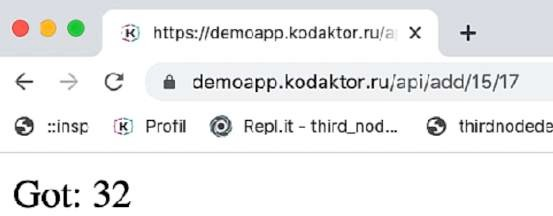 https://demoapp.kodaktor.ru/a
demoapp.kodaktor.ru/api/add/15/17
::insp Profil Repl.it - third_nod... thirdnodede
Got: 32